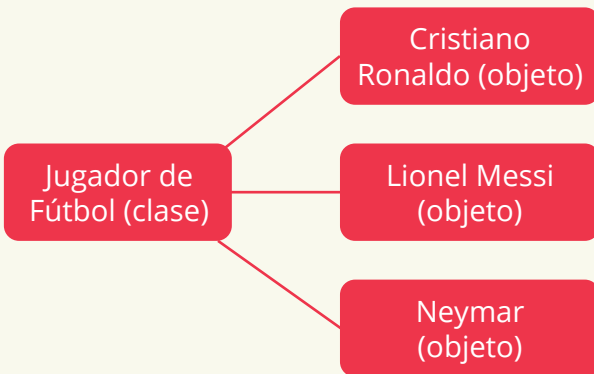 Cristiano
Ronaldo (objeto)
Jugador de
Fútbol (clase)
Lionel Messi
(objeto)
Neymar
(objeto)